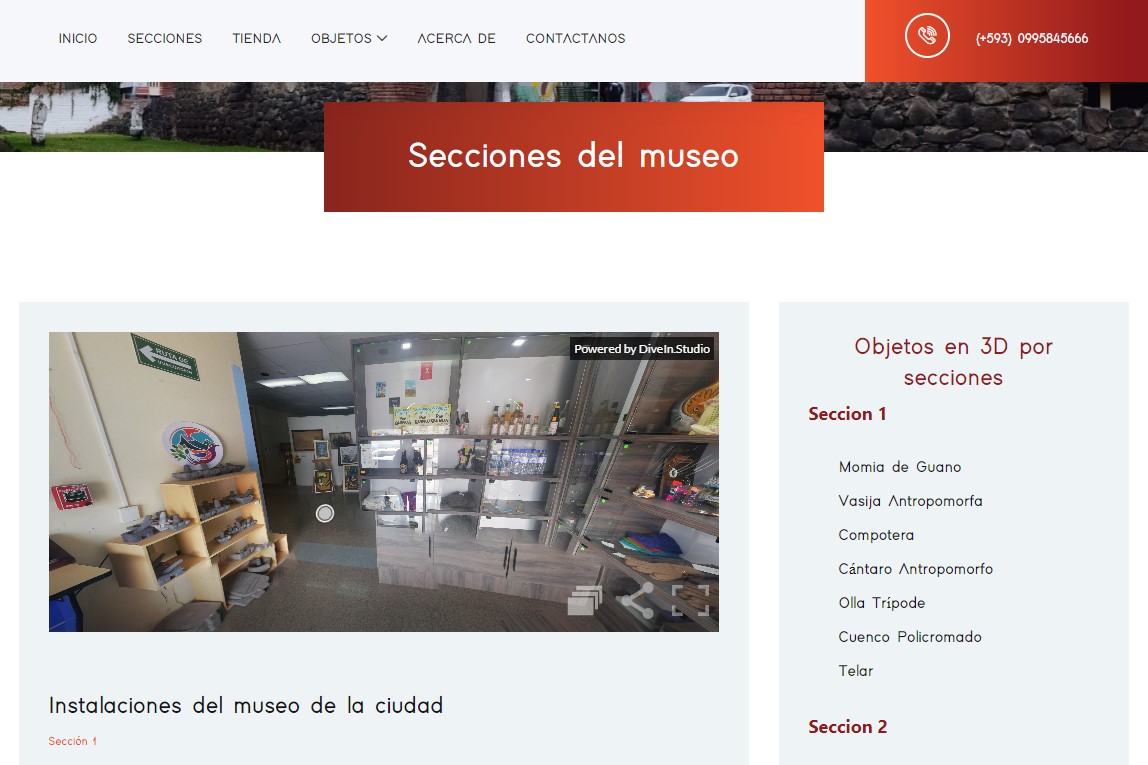 INICIO
SECCIONES
TIENDA
OBJETOS
ACERCA DE
CONTACTANOS
(+593) 0995845666
Secciones del museo
RUTA DE
Powered by DiveIn.Studio
Instalaciones del museo de la ciudad
Sección 1
Objetos en 3D por
secciones
Seccion 1
Momia de Guano
Vasija Antropomorfa
Compotera
Cántaro Antropomorfo
Olla Trípode
Cuenco Policromado
Telar
Seccion 2